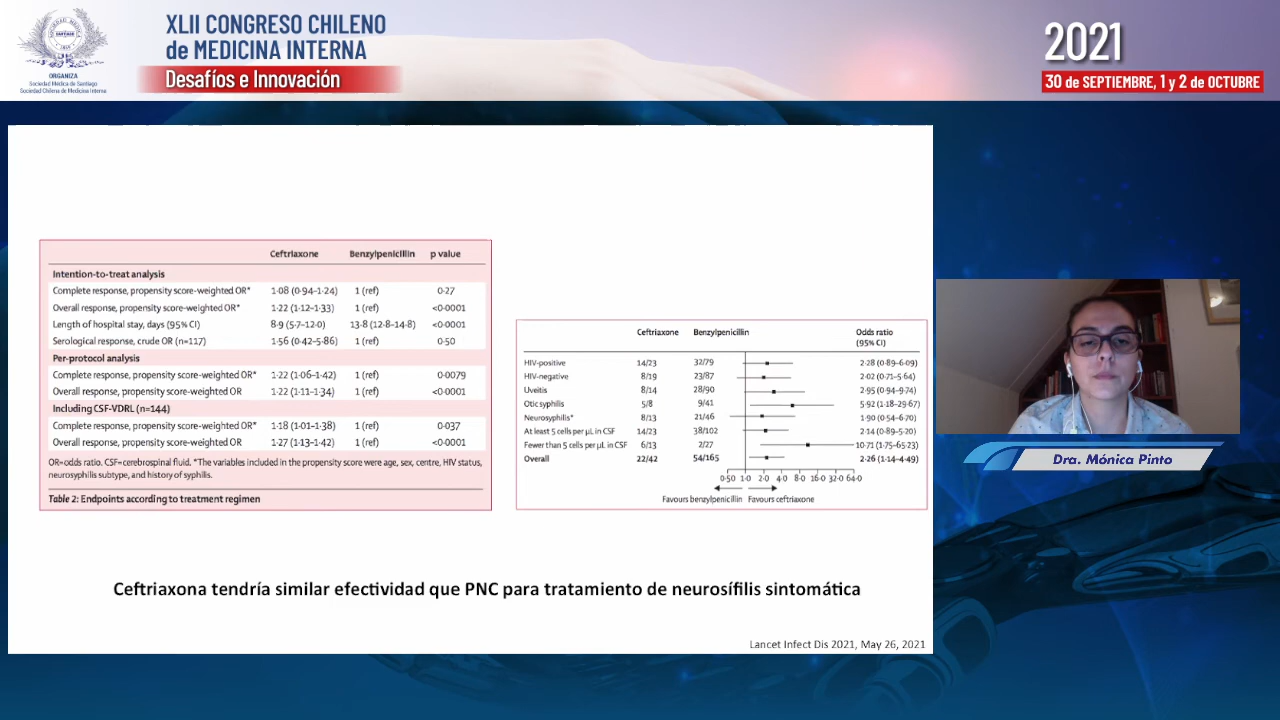 SOCIEDAD MÉDICA
SANTIAGO
1869
ORGANIZA
Sociedad Médica de Santiago
Sociedad Chilena de Medicina Interna
XLII CONGRESO CHILENO
de MEDICINA INTERNA
Desafíos e Innovación
2021
30 de SEPTIEMBRE, 1 y 2 de OCTUBRE
Ceftriaxone Benzylpenicillin p value
Intention-to-treat analysis
Complete response, propensity score-weighted OR* 1·08 (0·94–1·24) 1 (ref) 0·27
Overall response, propensity score-weighted OR* 1·22 (1·12–1·33) 1 (ref) <0·0001
Length of hospital stay, days (95% CI) 8·9 (5·7–12·0) 13·8 (12·8–14·8) <0·0001
Serological response, crude OR (n=117) 1·56 (0·42–5·86) 1 (ref) 0·50
Per-protocol analysis
Complete response, propensity score-weighted OR* 1·22 (1·06–1·42) 1 (ref) 0·0079
Overall response, propensity score-weighted OR 1·22 (1·11–1·34) 1 (ref) <0·0001
Including CSF-VDRL (n=144)
Complete response, propensity score-weighted OR* 1·18 (1·01–1·38) 1 (ref) 0·037
Overall response, propensity score-weighted OR 1·27 (1·13–1·42) 1 (ref) <0·0001
OR=odds ratio. CSF=cerebrospinal fluid. *The variables included in the propensity score were age, sex, centre, HIV status,
neurosyphilis subtype, and history of syphilis.
Table 2: Endpoints according to treatment regimen
Ceftriaxone Benzylpenicillin Odds ratio
(95% CI)
HIV-positive 14/23 32/79 2·28 (0·89–6·09)
HIV-negative 8/19 23/87 2·02 (0·71–5·64)
Uveitis 8/14 28/90 2·95 (0·94–9·74)
Otic syphilis 5/8 9/41 5·92 (1·18–29·67)
Neurosyphilis* 8/13 21/46 1·90 (0·54–6·70)
At least 5 cells per μL in CSF 14/23 38/102 2·14 (0·89–5·20)
Fewer than 5 cells per μL in CSF 6/13 2/27 10·71 (1·75–65·23)
Overall 22/42 54/165 2·26 (1·14–4·49)
0·50 1·0 2·0 4·0 8·0 16·0 32·0 64·0
Favours benzylpenicillin Favours ceftriaxone
Ceftriaxona tendría similar efectividad que PNC para tratamiento de neurosífilis sintomática
Lancet Infect Dis 2021, May 26, 2021
Dra. Mónica Pinto